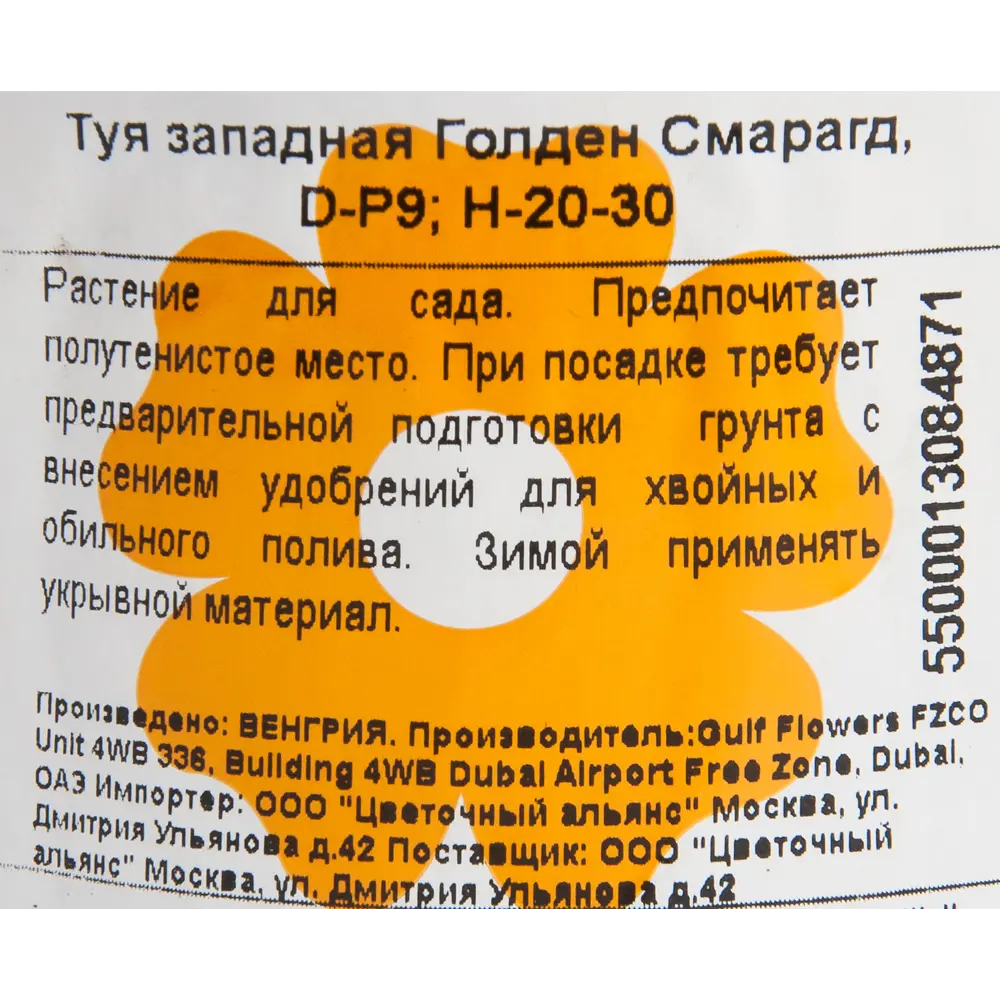 Туя западная Голден Смарагд,
D-P9; H-20-30
Растение для сада. Предпочитает
полутенистое место. При посадке требует
предварительной подготовки грунта с
внесением удобрений для хвойных и
обильного полива. Зимой применять
укрывной материал.
5500013084871
Произведено: ВЕНГРИЯ. Производитель:Gulf Flowers FZCO
Unit 4WB 336, Building 4WB Dubai Airport Free Zone, Dubai,
ОАЭ Импортер: ООО "Цветочный альянс" Москва, ул.
Дмитрия Ульянова д.42 Поставщик: ООО "Цветочный
альянс" Москва, ул. Дмитрия Ульянова д.42